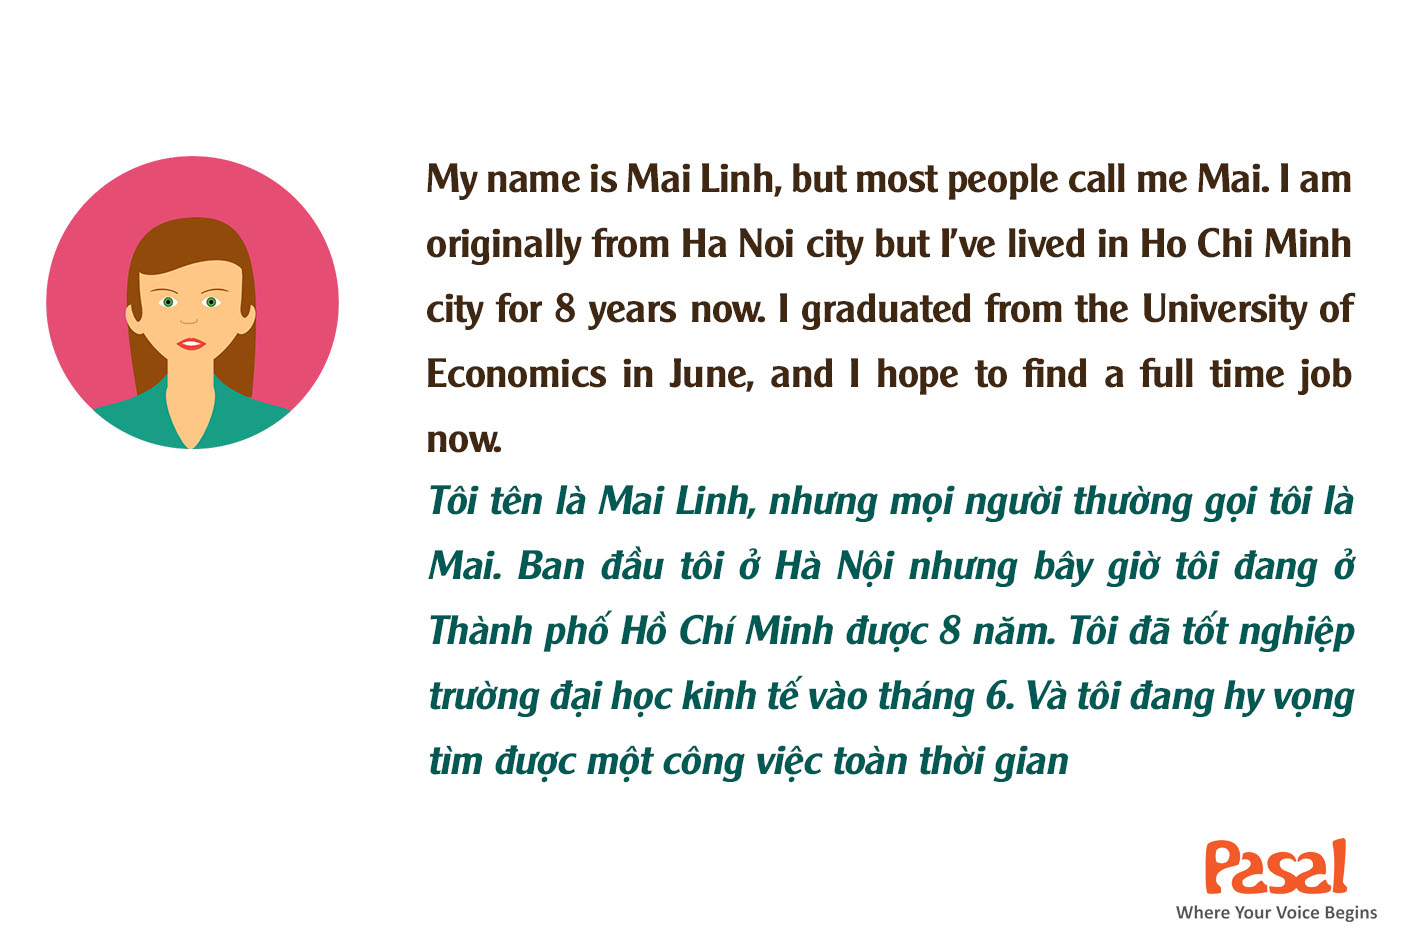 My name is Mai Linh, but most people call me Mai. I am
originally from Ha Noi city but I've lived in Ho Chi Minh
city for 8 years now. I graduated from the University of
Economics in June, and I hope to find a full time job
now.
Tôi tên là Mai Linh, nhưng mọi người thường gọi tôi là
Mai. Ban đầu tôi ở Hà Nội nhưng bây giờ tôi đang ở
Thành phố Hồ Chí Minh được 8 năm. Tôi đã tốt nghiệp
trường đại học kinh tế vào tháng 6. Và tôi đang hy vọng
tìm được một công việc toàn thời gian
Pasal
Where Your Voice Begins